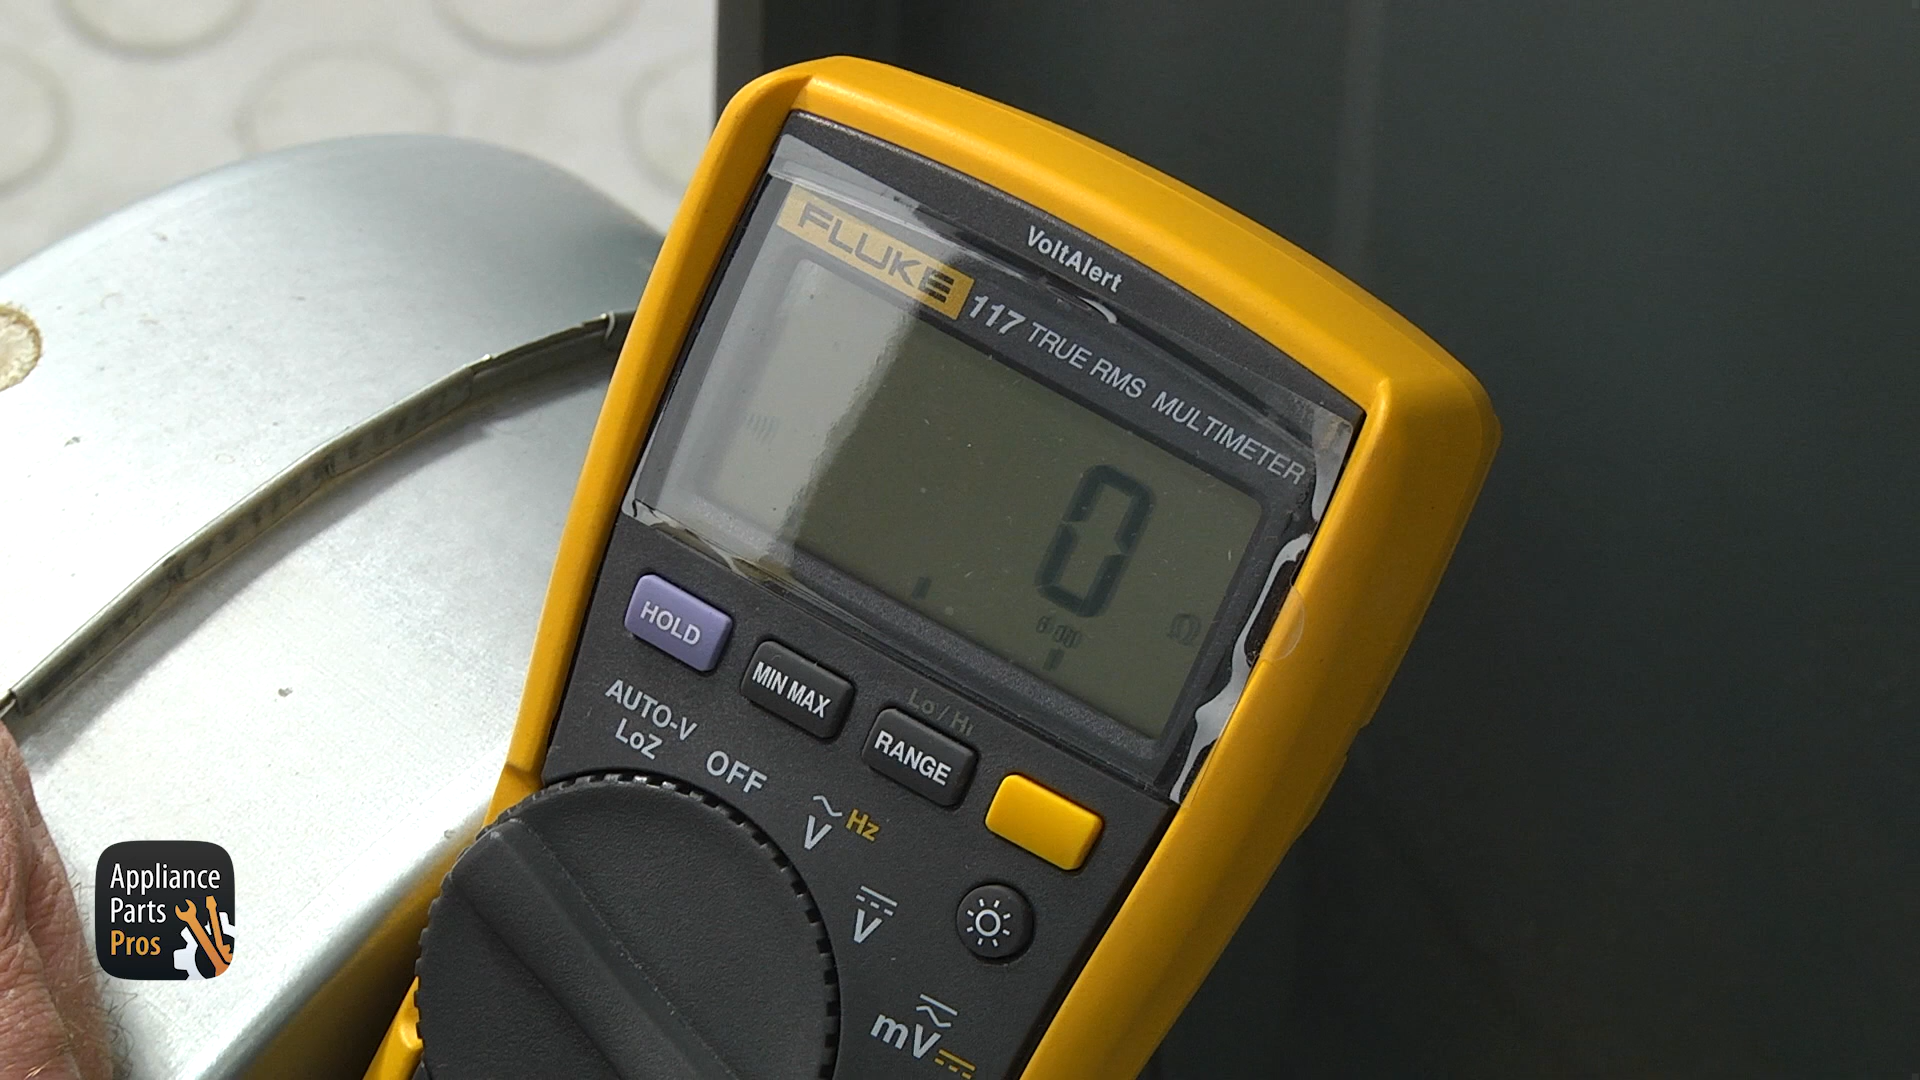 VoltAlert
FLUKE
117 TRUE RMS MULTIMETER
0
600 Ω
HOLD
MIN MAX
Lo/Hi
RANGE
AUTO-V
LoZ
OFF
V Hz
V
mV
Appliance
Parts
Pros